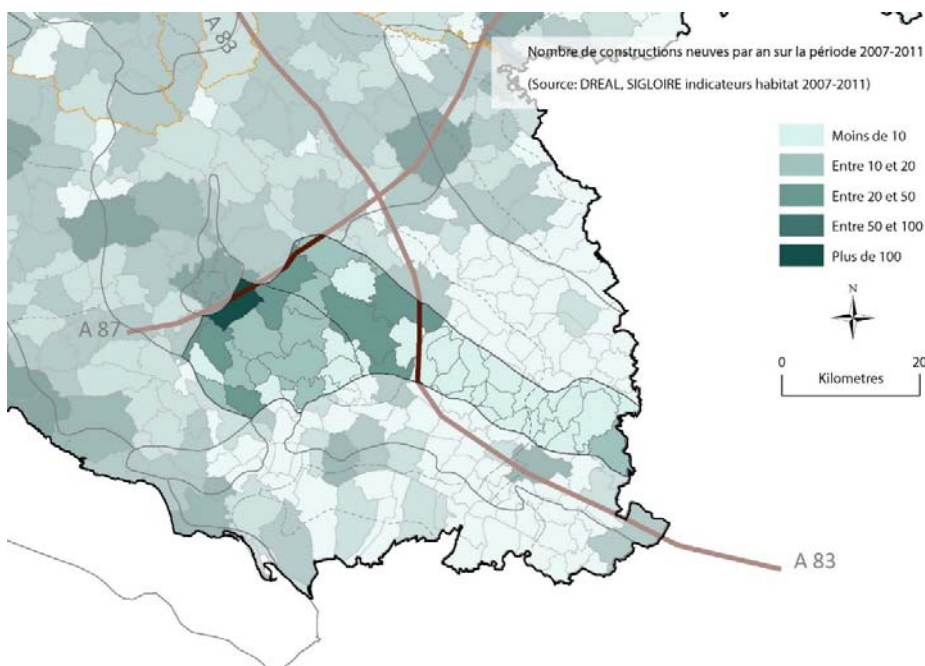 A 83
Nombre de constructions neuves par an sur la période 2007-2011
(Source: DREAL, SIGLOIRE indicateurs habitat 2007-2011)
Moins de 10
Entre 10 et 20
Entre 20 et 50
Entre 50 et 100
Plus de 100
N
A 87
0 20
Kilometres
A 83